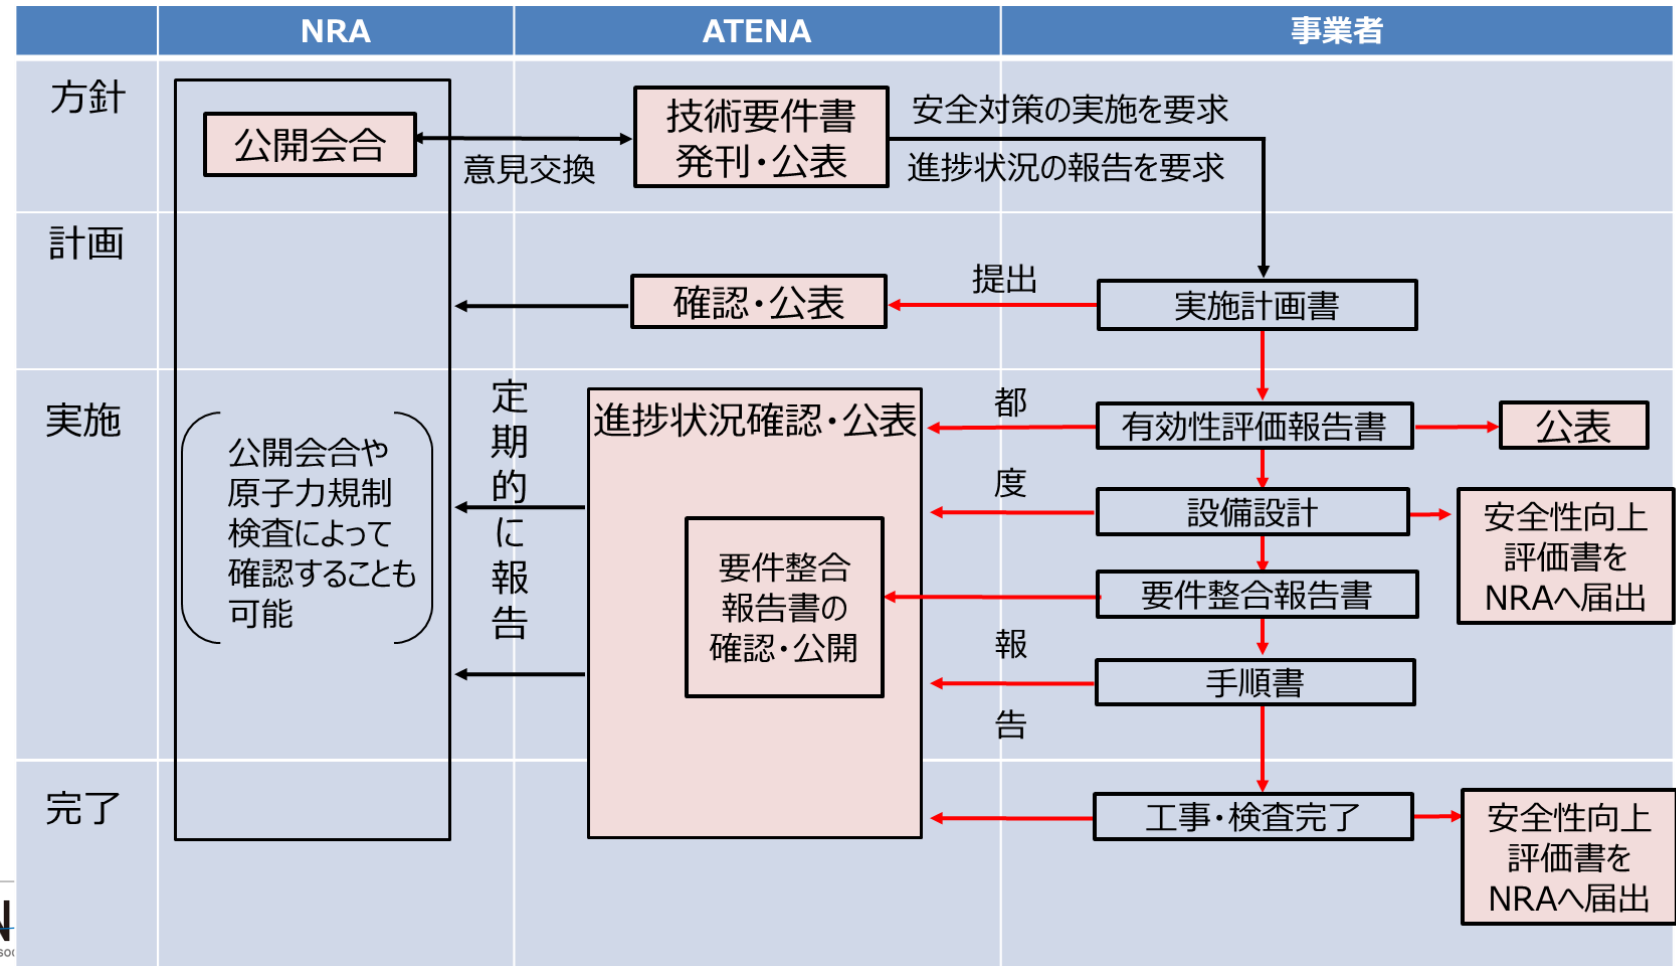 NRA
ATENA
事業者
方針
公開会合
意見交換
技術要件書
発刊・公表
安全対策の実施を要求
進捗状況の報告を要求
計画
確認・公表
提出
実施計画書
実施
公開会合や
原子力規制
検査によって
確認することも
可能
定期的に報告
進捗状況確認・公表
要件整合
報告書の
確認・公開
都度報告
有効性評価報告書
公表
設備設計
安全性向上
評価書を
NRAへ届出
要件整合報告書
手順書
完了
工事・検査完了
安全性向上
評価書を
NRAへ届出